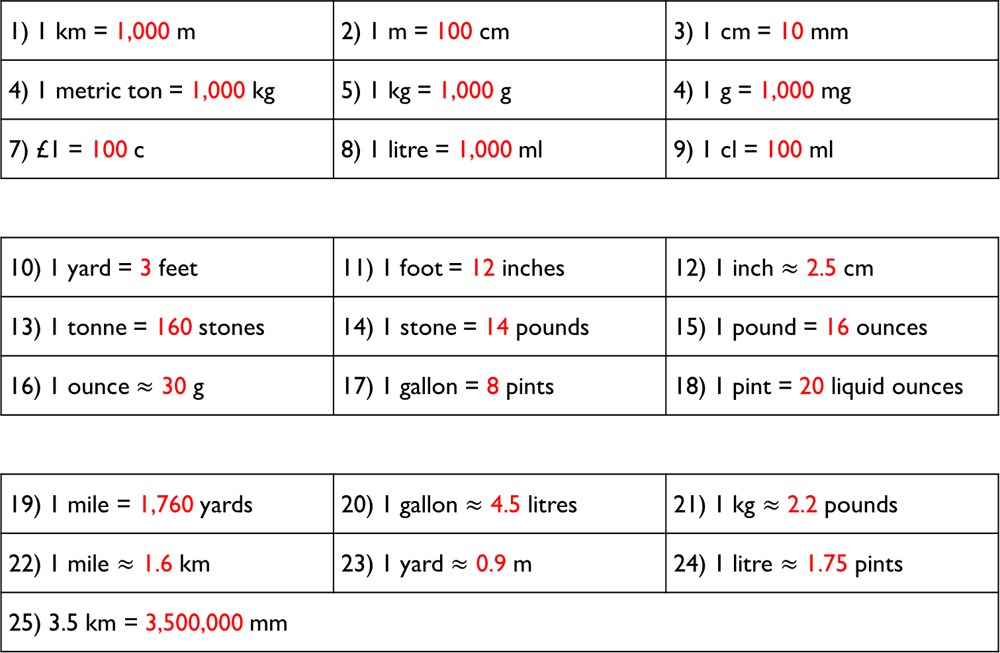 1) 1 km = 1,000 m
2) 1 m = 100 cm
3) 1 cm = 10 mm
4) 1 metric ton = 1,000 kg
5) 1 kg = 1,000 g
4) 1 g = 1,000 mg
7) £1 = 100 c
8) 1 litre = 1,000 ml
9) 1 cl = 100 ml
10) 1 yard = 3 feet
11) 1 foot = 12 inches
12) 1 inch ≈ 2.5 cm
13) 1 tonne = 160 stones
14) 1 stone = 14 pounds
15) 1 pound = 16 ounces
16) 1 ounce ≈ 30 g
17) 1 gallon = 8 pints
18) 1 pint = 20 liquid ounces
19) 1 mile = 1,760 yards
20) 1 gallon ≈ 4.5 litres
21) 1 kg ≈ 2.2 pounds
22) 1 mile ≈ 1.6 km
23) 1 yard ≈ 0.9 m
24) 1 litre ≈ 1.75 pints
25) 3.5 km = 3,500,000 mm